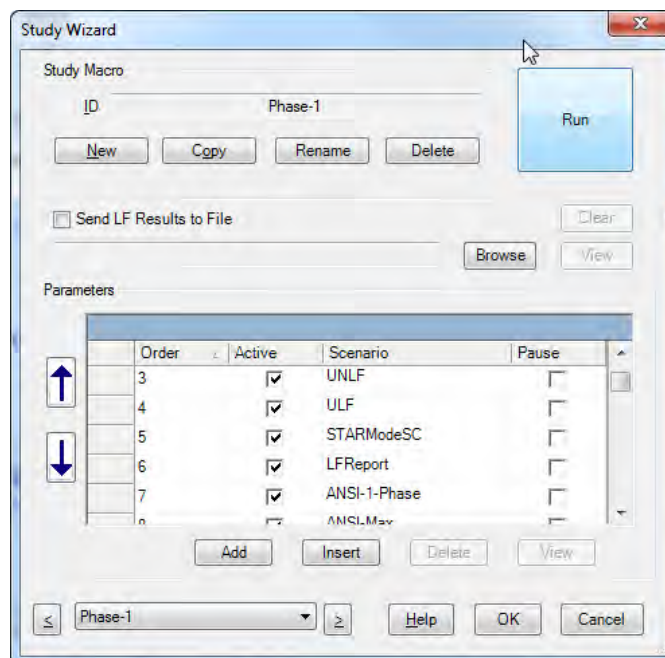 Study Wizard
Study Macro
ID Phase-1
Run
New Copy Rename Delete
Send LF Results to File Clear
Browse View
Parameters
Order Active Scenario Pause
3 UNLF
4 ULF
5 STARModeSC
6 LFReport
7 ANSI-1-Phase
8 ANSI-Max
Add Insert Delete View
< Phase-1 > Help OK Cancel